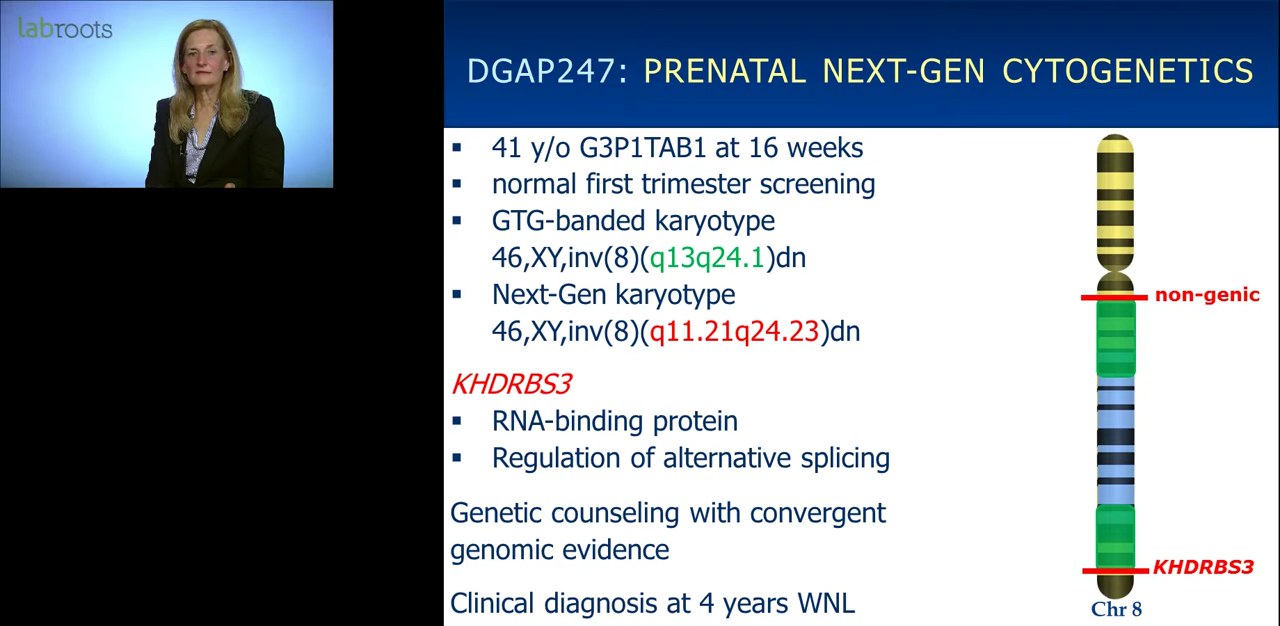 labroots
DGAP247: PRENATAL NEXT-GEN CYTOGENETICS
▪ 41 y/o G3P1TAB1 at 16 weeks
▪ normal first trimester screening
▪ GTG-banded karyotype
46,XY,inv(8)(q13q24.1)dn
▪ Next-Gen karyotype
46,XY,inv(8)(q11.21q24.23)dn
KHDRBS3
▪ RNA-binding protein
▪ Regulation of alternative splicing
Genetic counseling with convergent
genomic evidence
Clinical diagnosis at 4 years WNL
non-genic
KHDRBS3
Chr 8